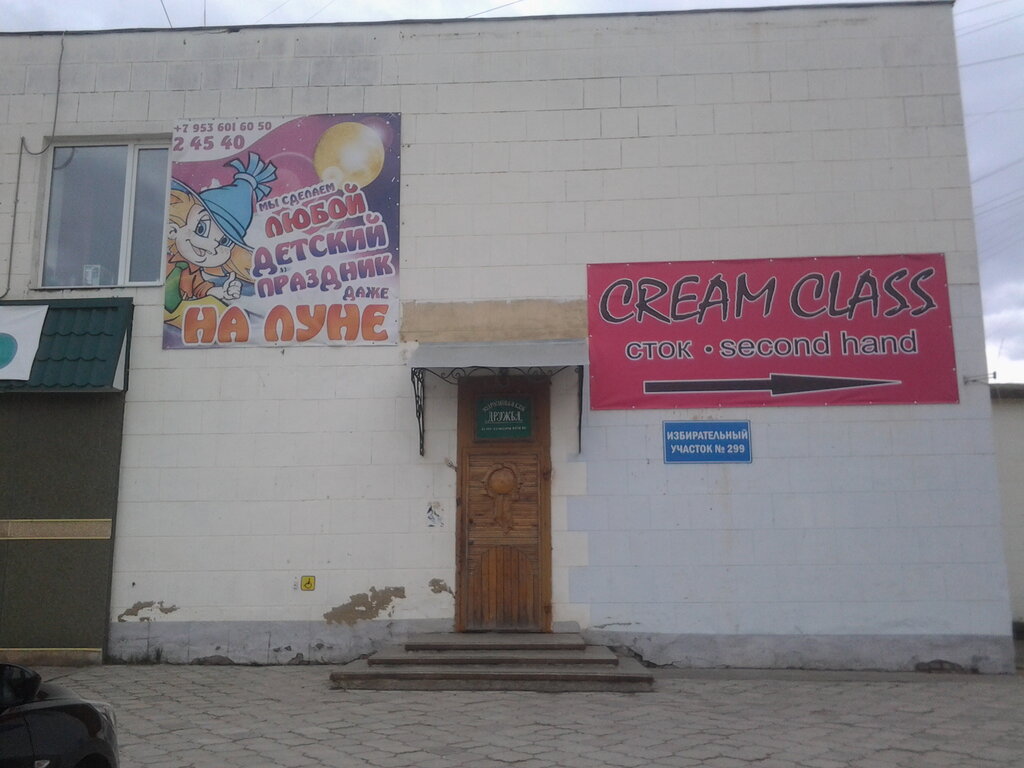 +7 953 601 60 50
2 45 40
МЫ СДЕЛАЕМ
ЛЮБОЙ
ДЕТСКИЙ
ПРАЗДНИК
ДАЖЕ
НА ЛУНЕ
CREAM CLASS
сток • second hand
ДРУЖБА
ИЗБИРАТЕЛЬНЫЙ
УЧАСТОК № 299